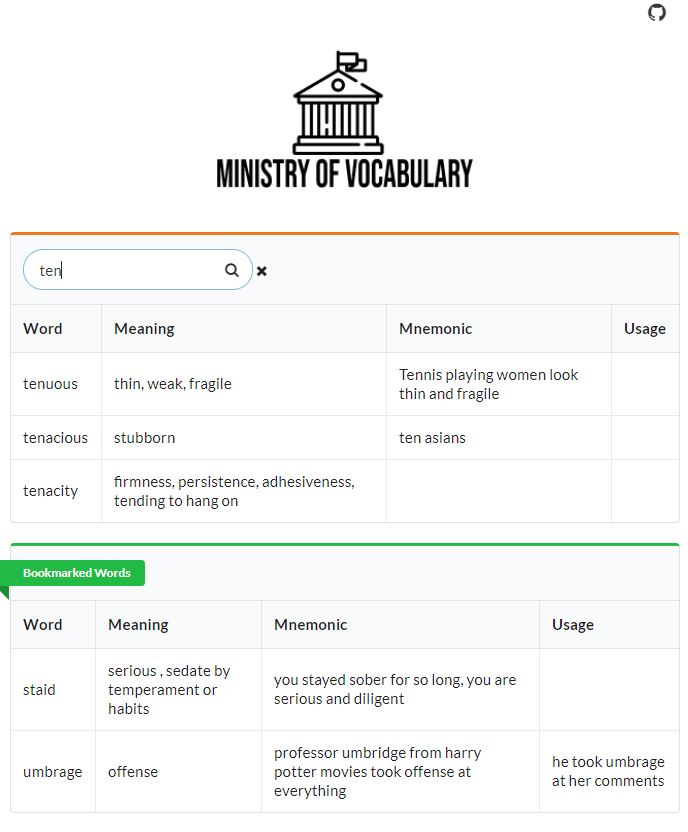 MINISTRY OF VOCABULARY
ten
Word Meaning Mnemonic Usage
tenuous thin, weak, fragile Tennis playing women look
thin and fragile
tenacious stubborn ten asians
tenacity firmness, persistence, adhesiveness,
tending to hang on
Bookmarked Words
Word Meaning Mnemonic Usage
staid serious , sedate by
temperament or
habits
you stayed sober for so long, you are
serious and diligent
umbrage offense professor umbridge from harry
potter movies took offense at
everything
he took umbrage
at her comments